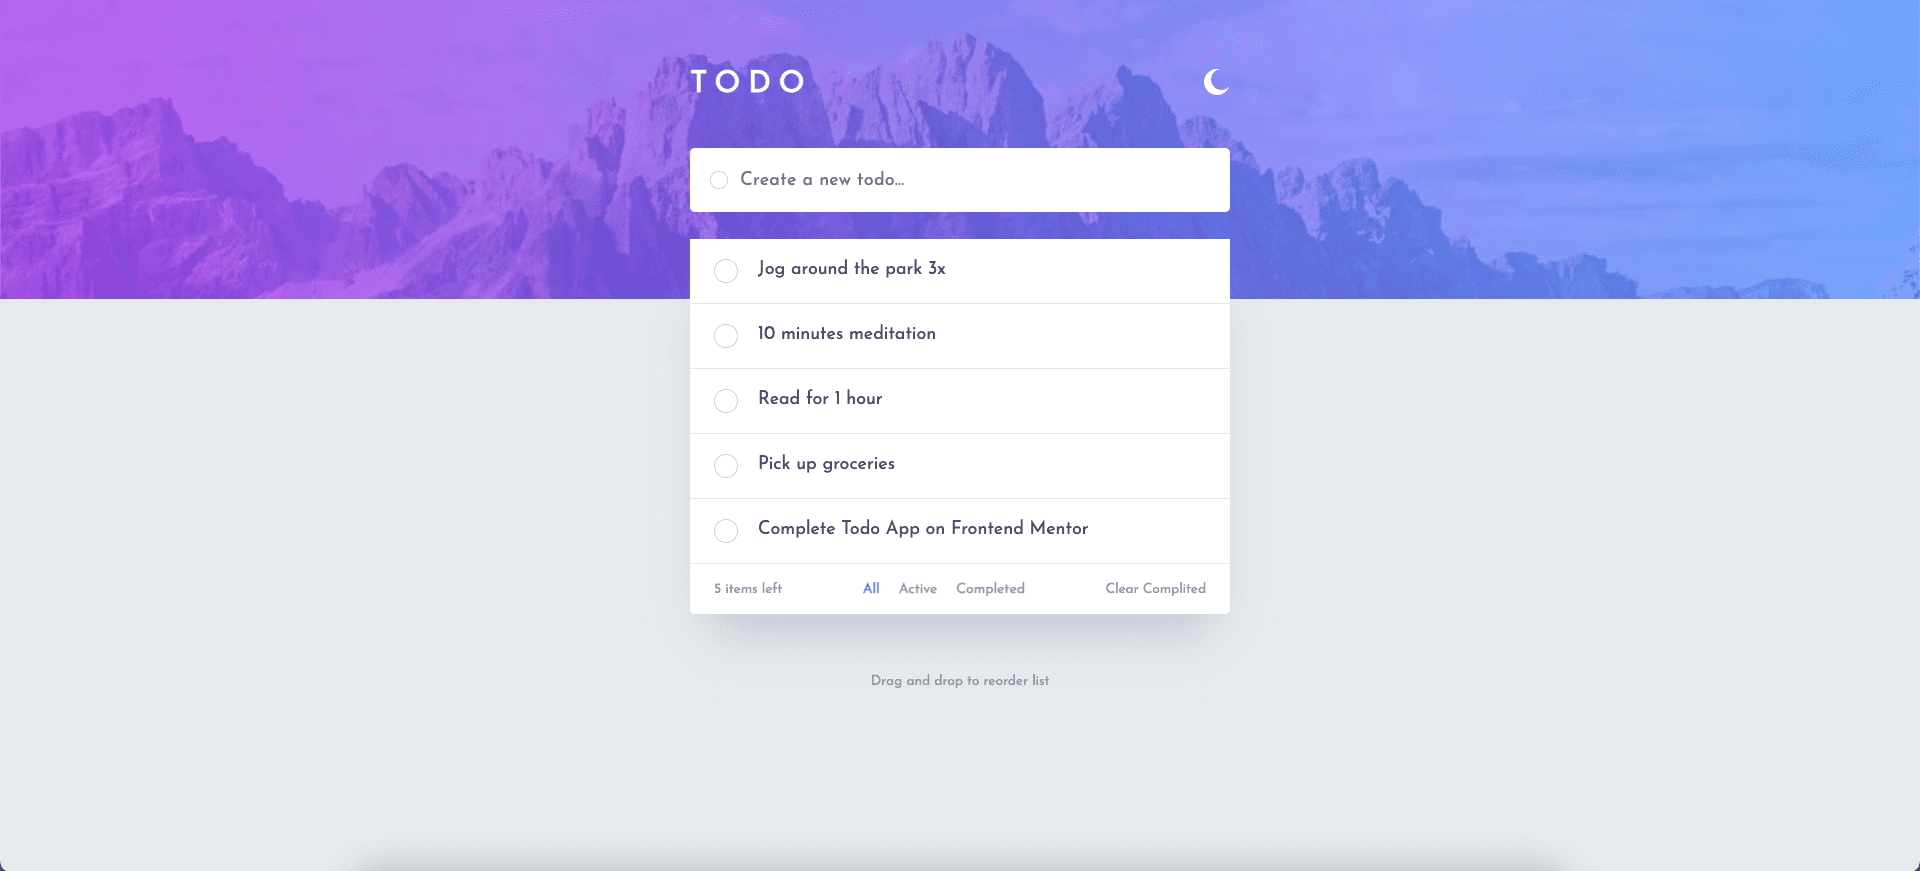 TODO
Create a new todo...
Jog around the park 3x
10 minutes meditation
Read for 1 hour
Pick up groceries
Complete Todo App on Frontend Mentor
5 items left All Active Completed Clear Complited
Drag and drop to reorder list